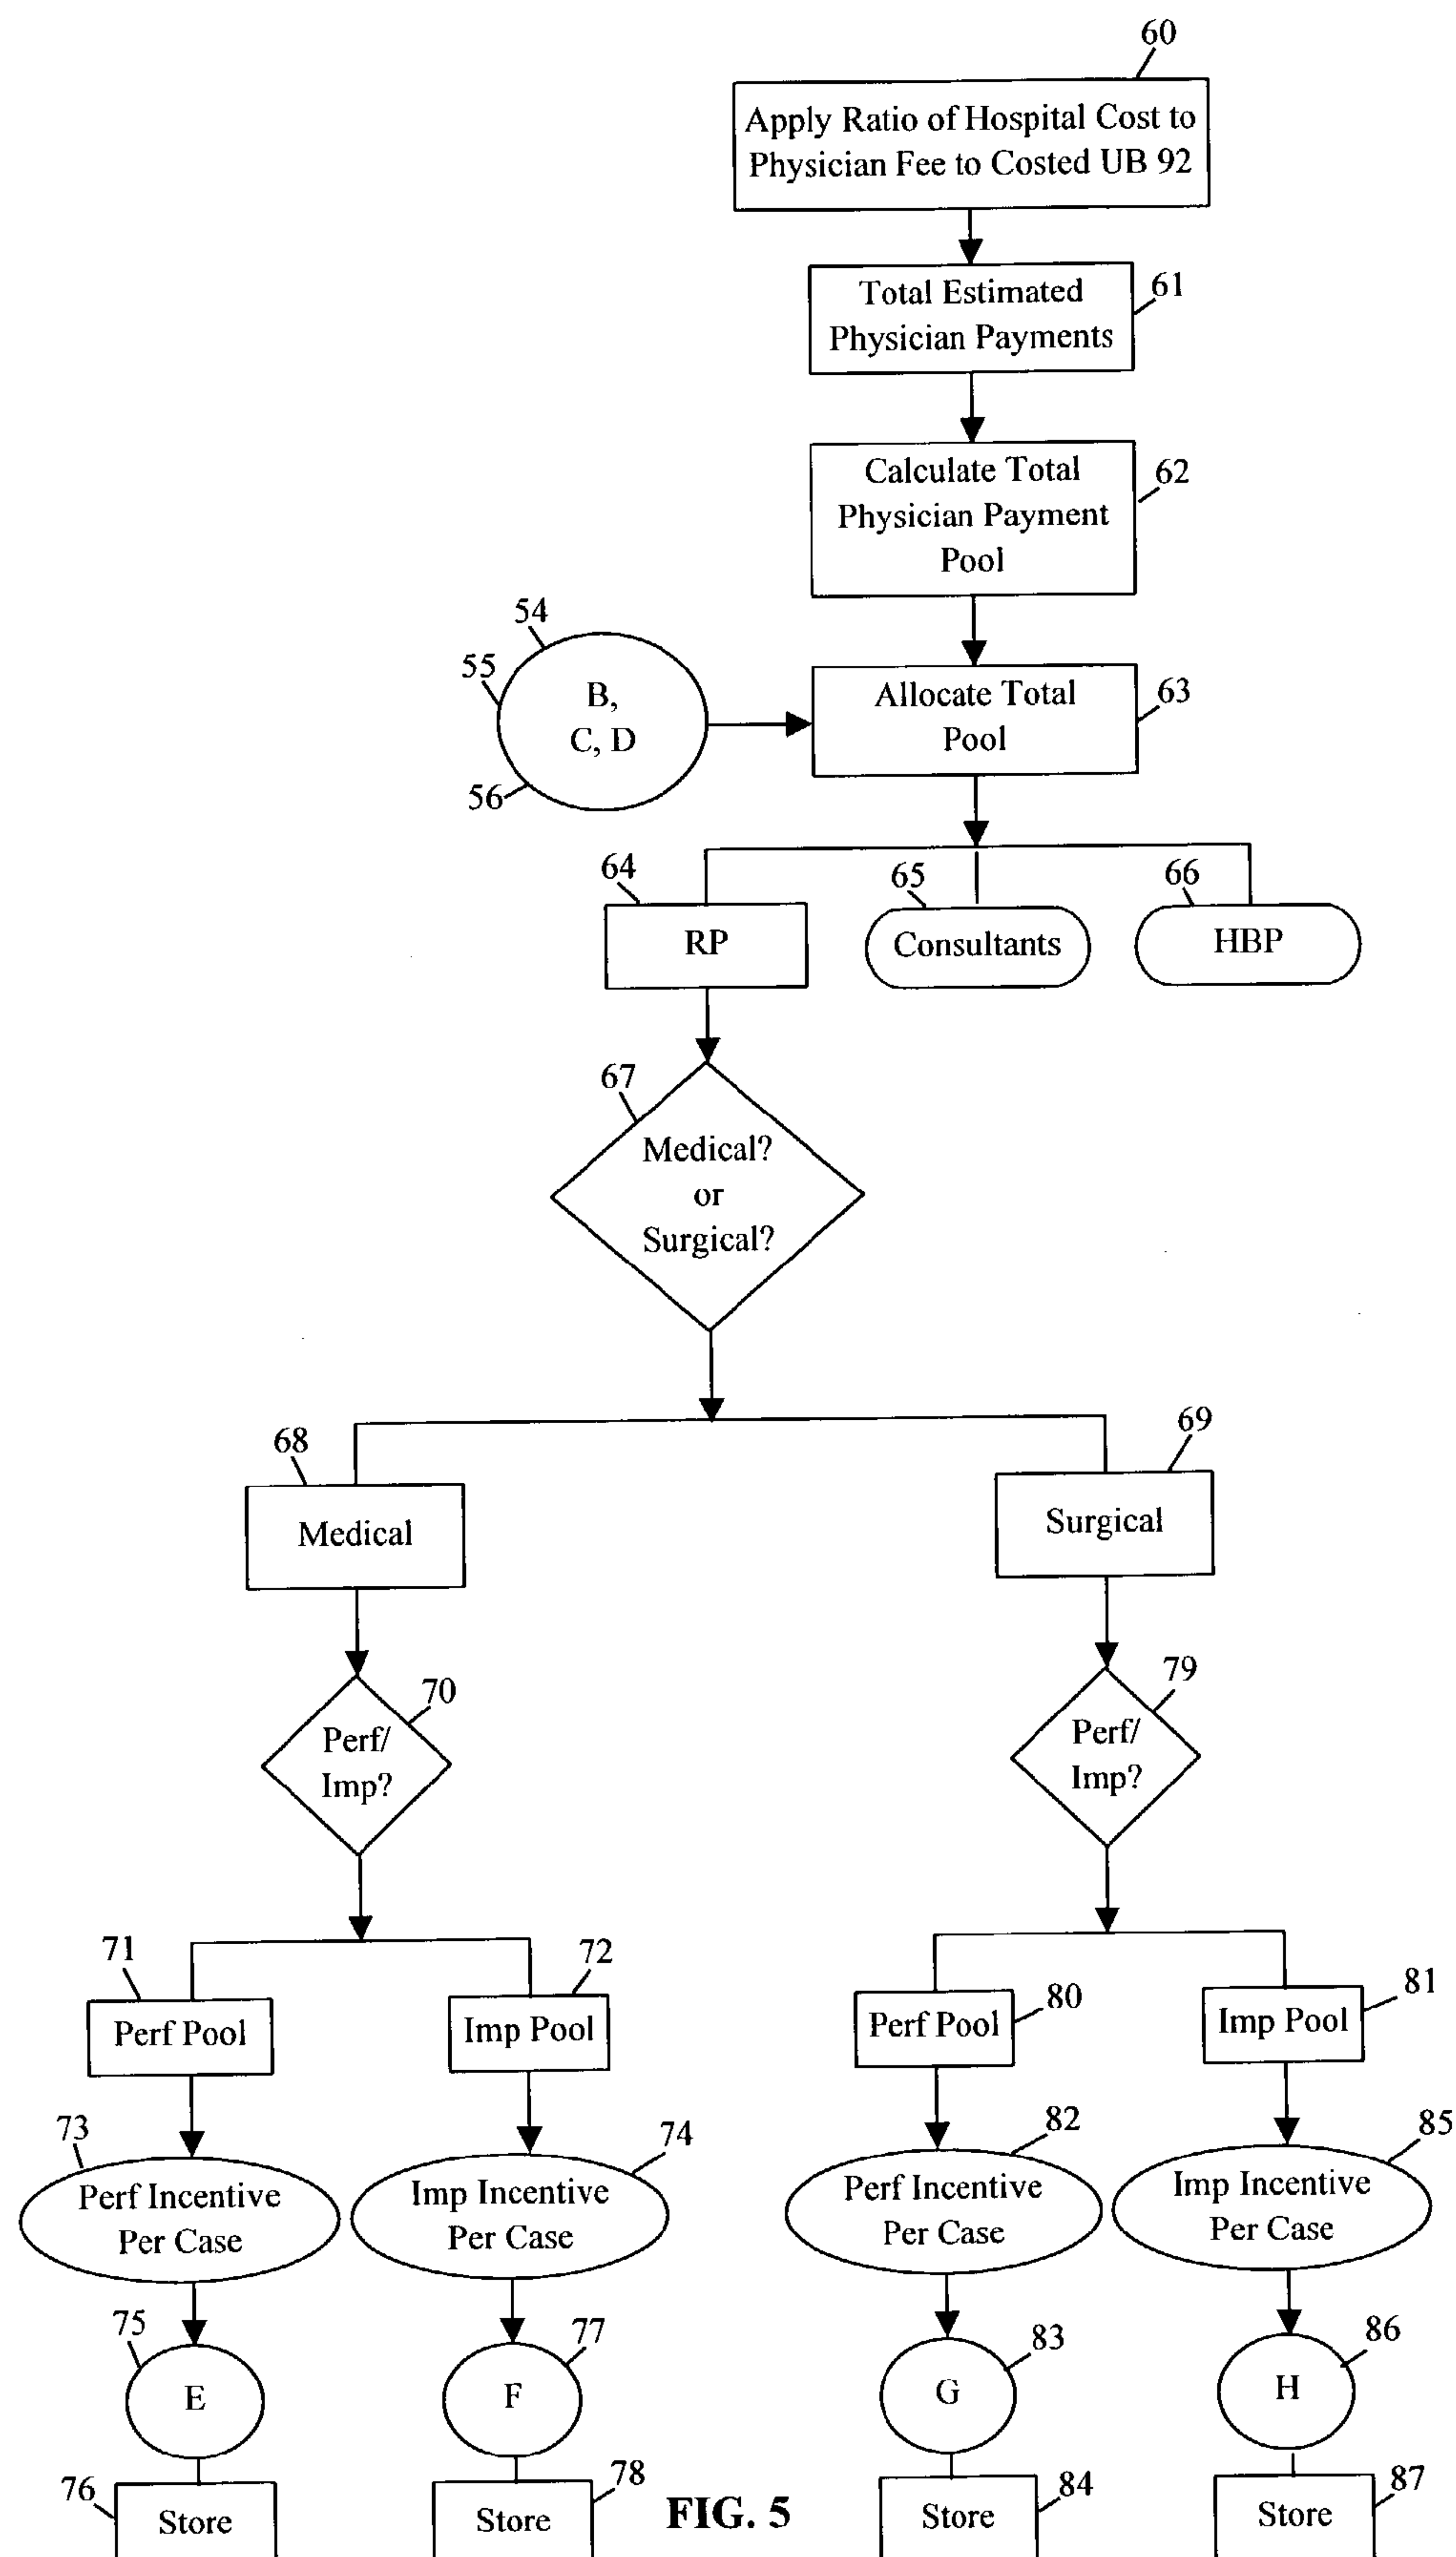 60
Apply Ratio of Hospital Cost to
Physician Fee to Costed UB 92
61
Total Estimated
Physician Payments
62
Calculate Total
Physician Payment
Pool
54
55
B,
C, D
56
63
Allocate Total
Pool
64
RP
65
Consultants
66
HBP
67
Medical?
or
Surgical?
68
Medical
69
Surgical
70
Perf/
Imp?
79
Perf/
Imp?
71
Perf Pool
72
Imp Pool
80
Perf Pool
81
Imp Pool
73
Perf Incentive
Per Case
74
Imp Incentive
Per Case
82
Perf Incentive
Per Case
85
Imp Incentive
Per Case
75
E
77
F
83
G
86
H
76
Store
78
Store
FIG. 5
84
Store
87
Store